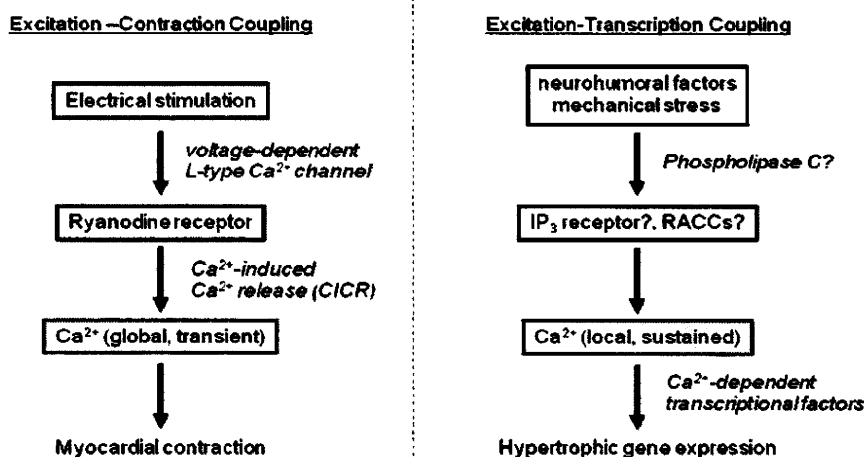 Excitation –Contraction Coupling
Electrical stimulation
voltage-dependent
L-type Ca²⁺ channel
Ryanodine receptor
Ca²⁺-induced
Ca²⁺ release (CICR)
Ca²⁺ (global, transient)
Myocardial contraction
Excitation-Transcription Coupling
neurohumoral factors
mechanical stress
Phospholipase C?
IP₃ receptor?, RACCs?
Ca²⁺ (local, sustained)
Ca²⁺-dependent
transcriptional factors
Hypertrophic gene expression